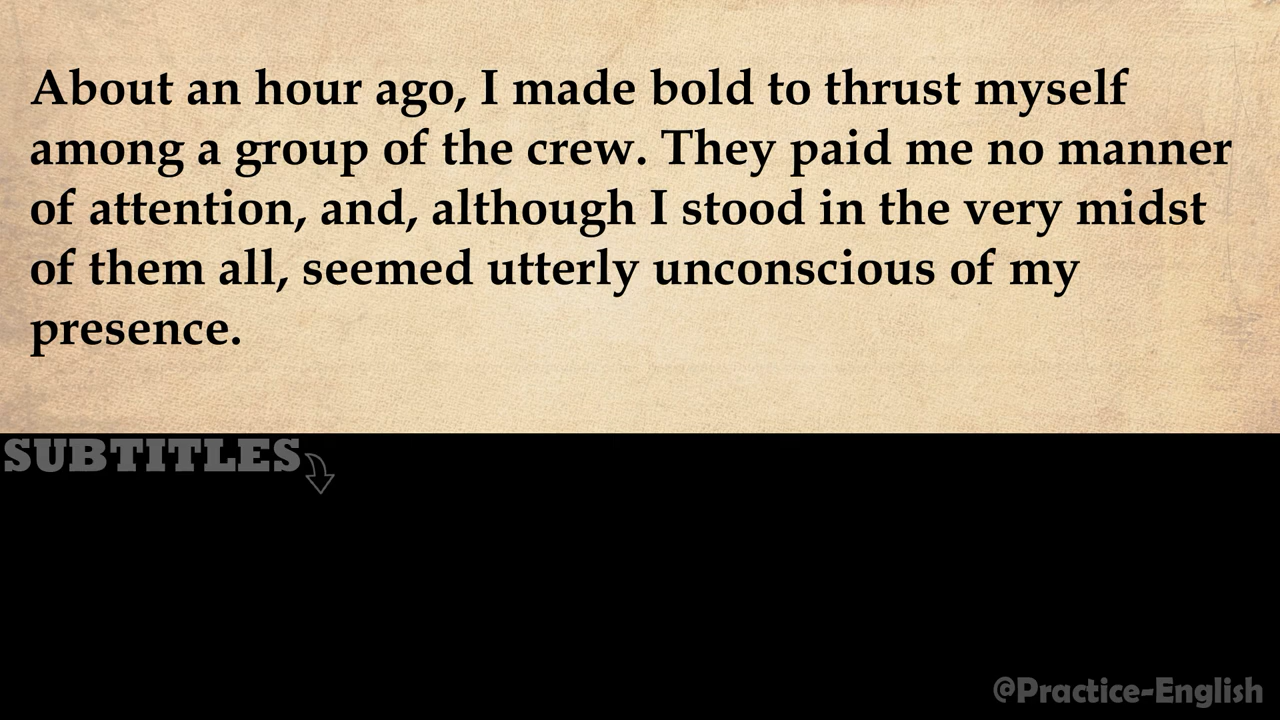 About an hour ago, I made bold to thrust myself
among a group of the crew. They paid me no manner
of attention, and, although I stood in the very midst
of them all, seemed utterly unconscious of my
presence.
SUBTITLES
@Practice-English